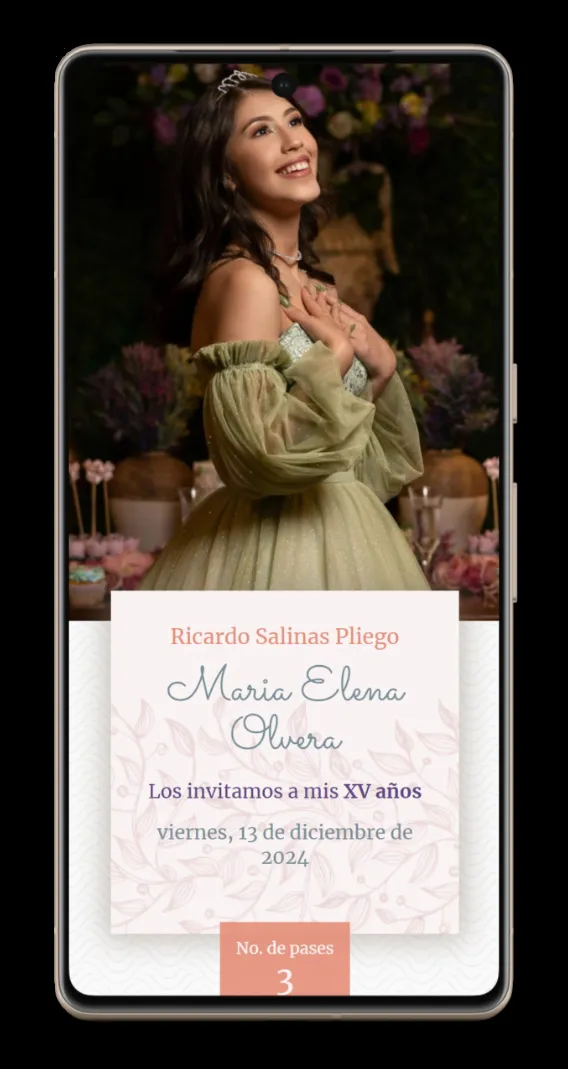 Ricardo Salinas Pliego
Maria Elena
Olvera
Los invitamos a mis XV años
viernes, 13 de diciembre de
2024
No. de pases
3